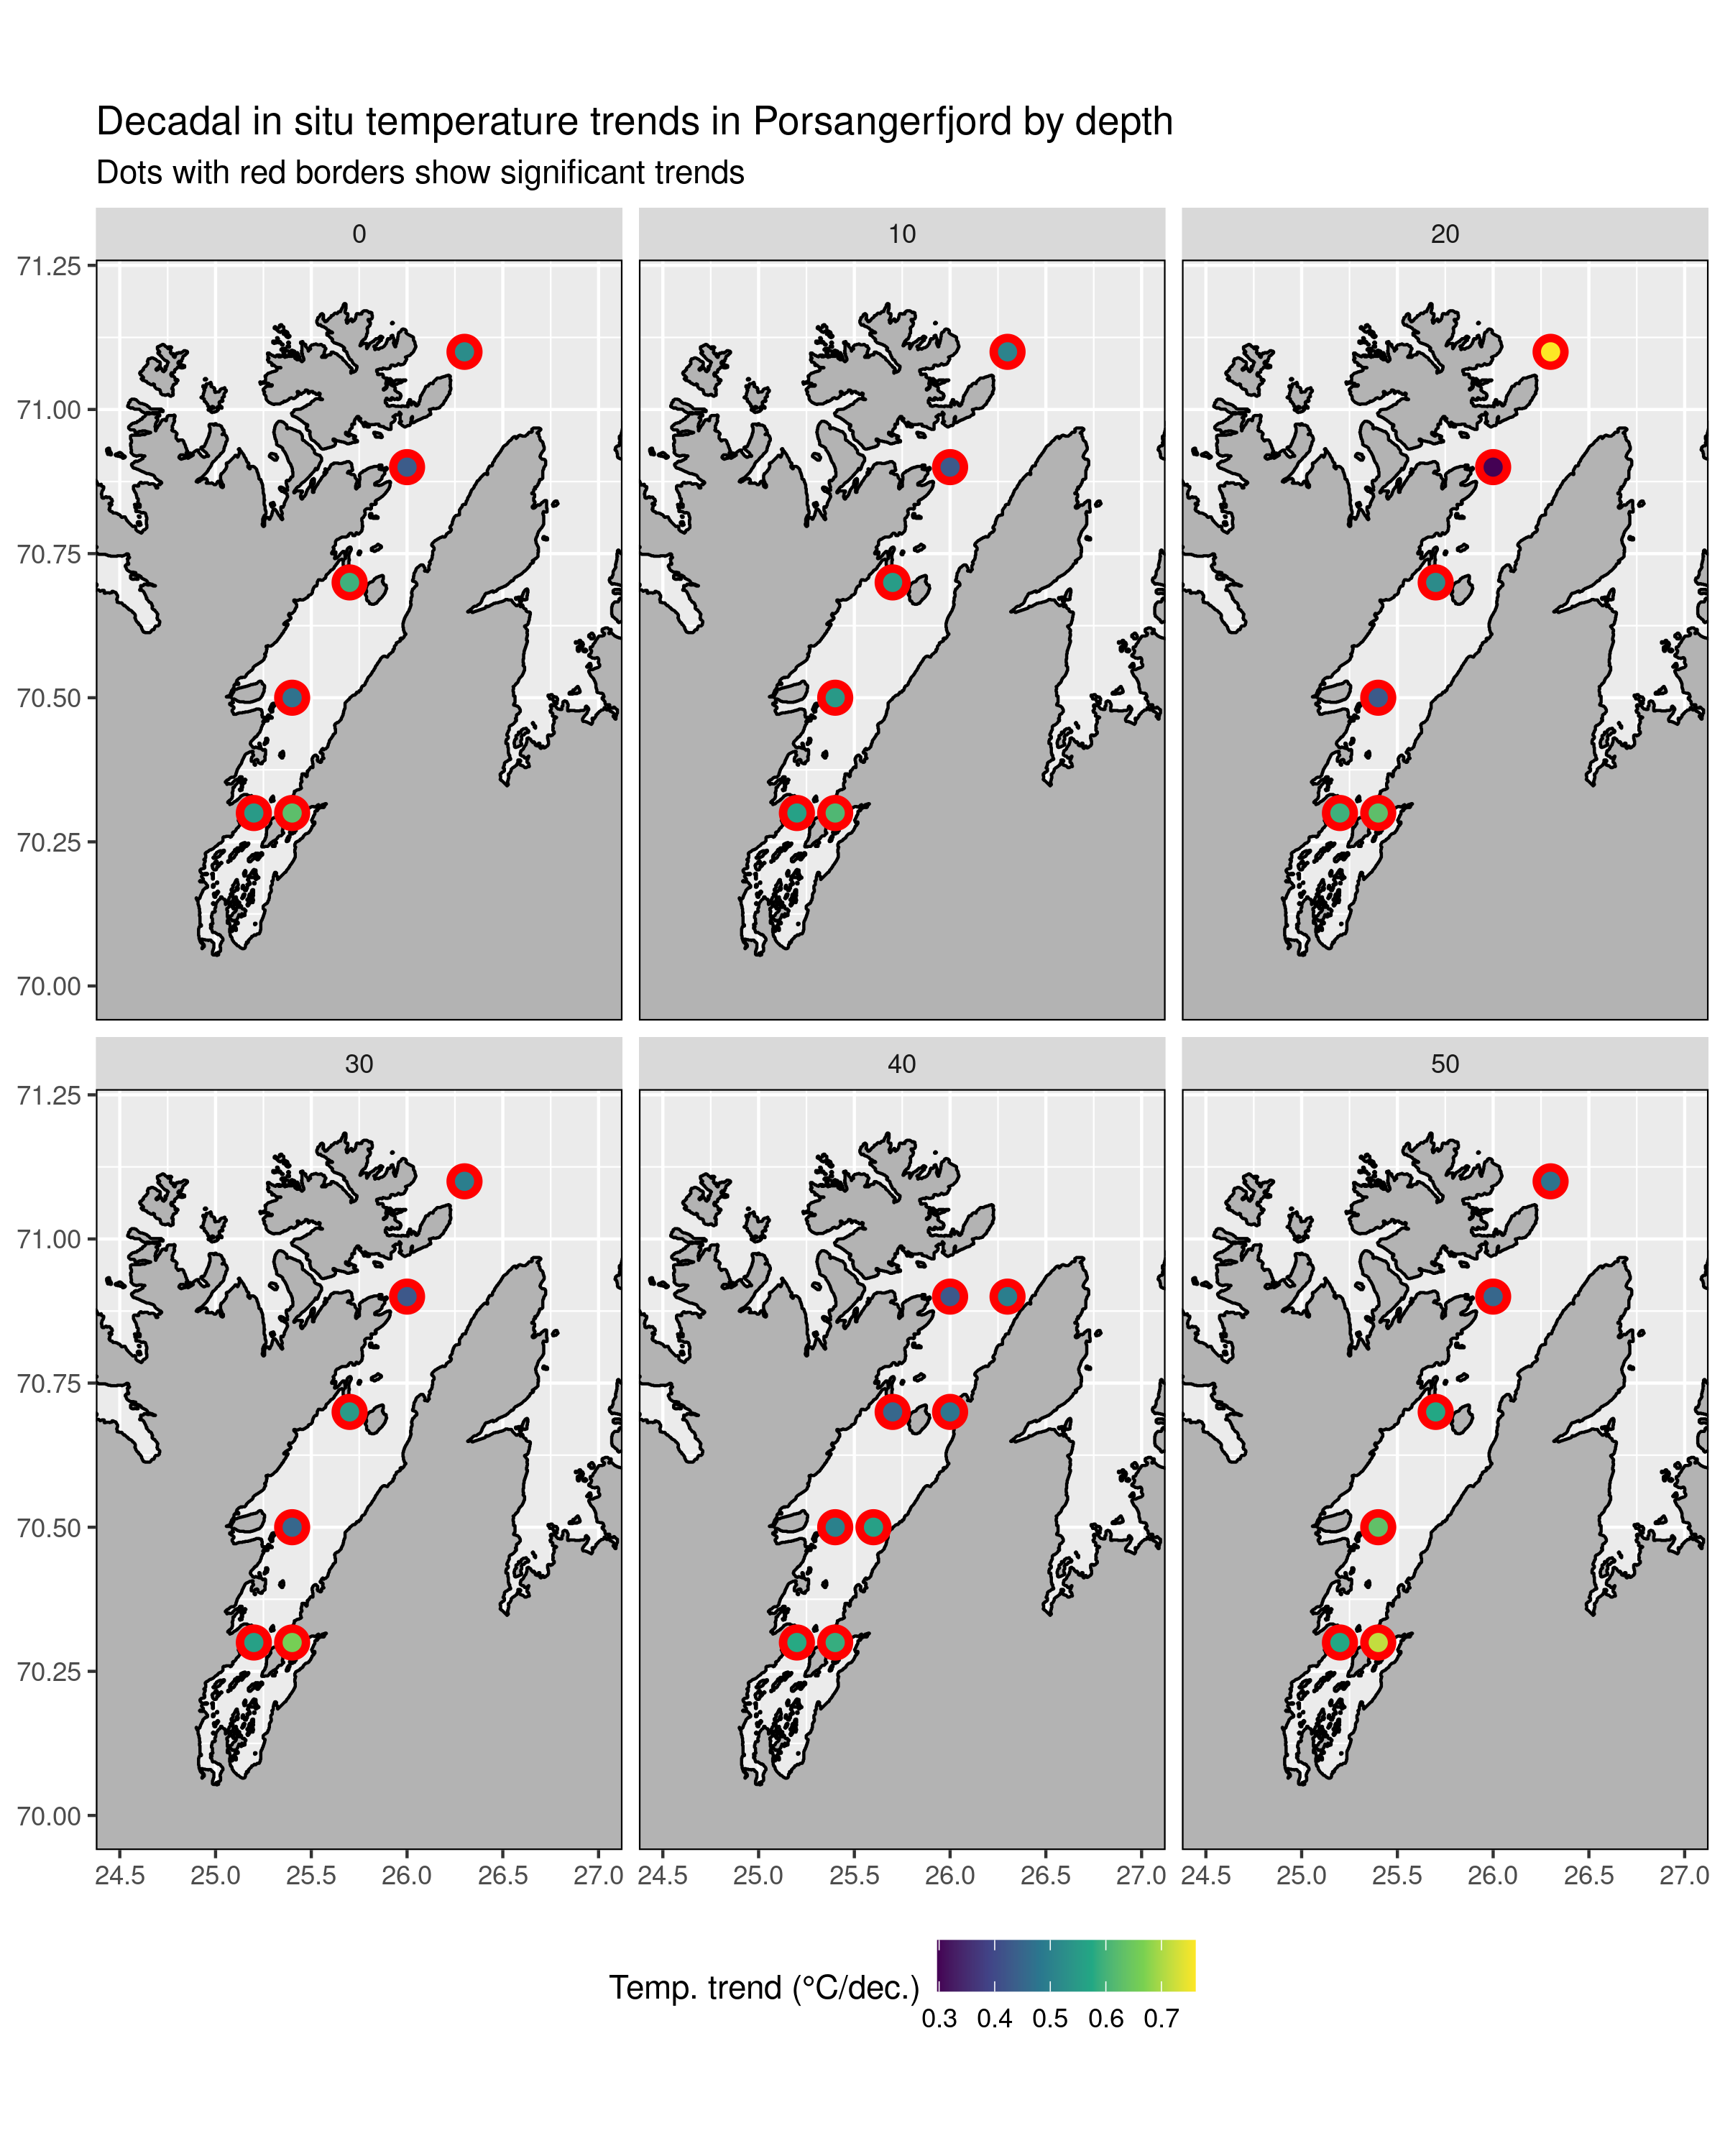 Decadal in situ temperature trends in Porsangerfjord by depth
Dots with red borders show significant trends
0 10 20
71.25
71.00
70.75
70.50
70.25
70.00
30 40 50
71.25
71.00
70.75
70.50
70.25
70.00
24.5 25.0 25.5 26.0 26.5 27.0 24.5 25.0 25.5 26.0 26.5 27.0 24.5 25.0 25.5 26.0 26.5 27.0
Temp. trend (°C/dec.)
0.3 0.4 0.5 0.6 0.7